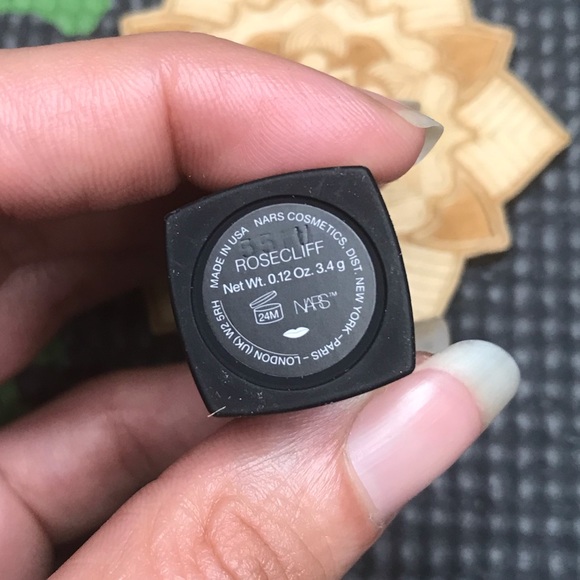 MADE IN USA NARS COSMETICS, DIST. NEW YORK - PARIS - LONDON (UK) W2 5RH
ROSECLIFF
Net Wt. 0.12 Oz. 3.4 g
24M
NARS™